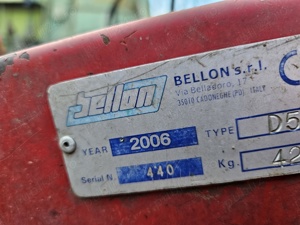 bellon
BELLON s.r.l.
Via Belladoro, 17
35010 CADONEGHE(PD) ITALY
YEAR 2006 TYPE D5
Serial N. 440 Kg. 42